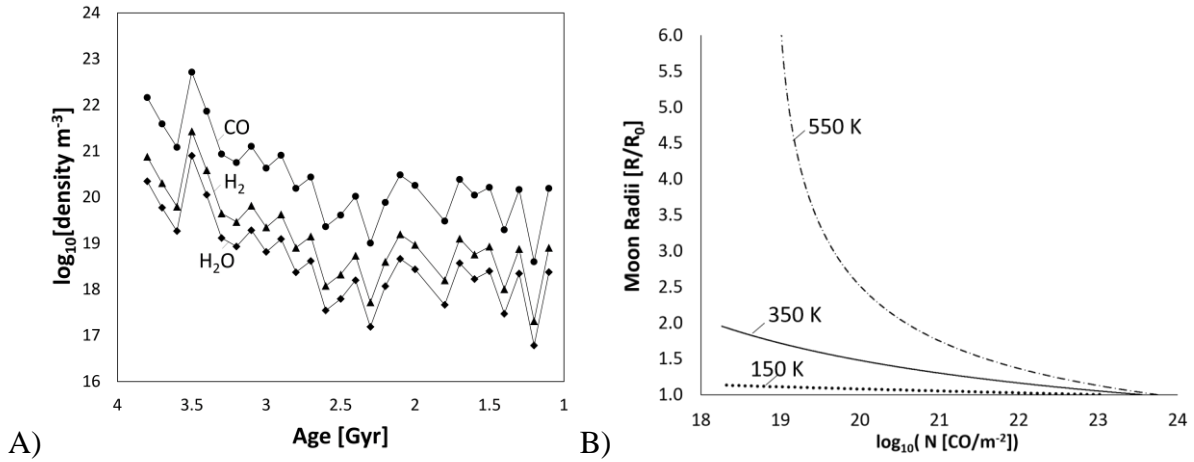 A)
log₁₀[density m⁻³]
24
23
22
21
20
19
18
17
16
CO
H₂
H₂O
4
3.5
3
2.5
2
1.5
1
Age [Gyr]
B)
Moon Radii [R/R₀]
6.0
5.5
5.0
4.5
4.0
3.5
3.0
2.5
2.0
1.5
1.0
550 K
350 K
150 K
18
19
20
21
22
23
24
log₁₀( N [CO/m⁻²])